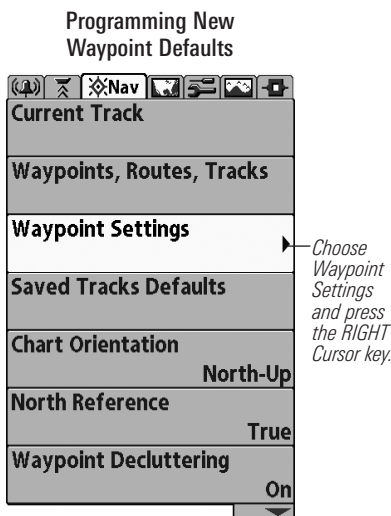 Programming New
Waypoint Defaults
Nav
Current Track
Waypoints, Routes, Tracks
Waypoint Settings
Choose
Waypoint
Settings
and press
the RIGHT
Cursor key.
Saved Tracks Defaults
Chart Orientation
North-Up
North Reference
True
Waypoint Decluttering
On